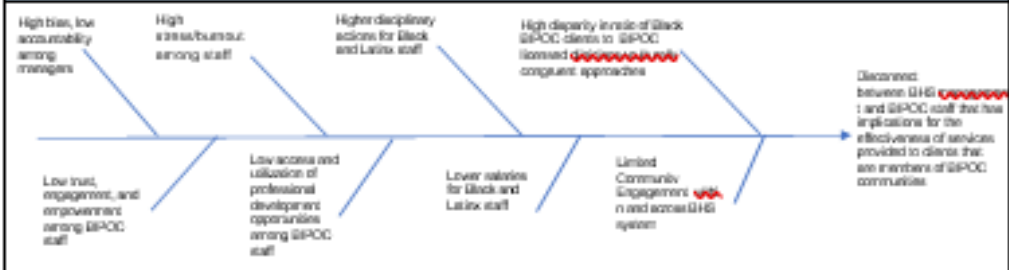 High bias, low
accountability
among
managers
High
stress/burnout
among staff
Higher disciplinary
actions for Black
and Latinx staff
High disparity in ratio of Black
BIPOC clients to BIPOC
licensed
congruent approaches
Disconnect
between BHS
t and BIPOC staff that has
implications for the
effectiveness of services
provided to clients that
are members of BIPOC
communities
Low trust,
engagement, and
empowerment
among BIPOC
staff
Low access and
utilization of
professional
development
opportunities
among BIPOC
staff
Lower salaries
for Black and
Latinx staff
Limited
Community
Engagement
n and across BHS
system